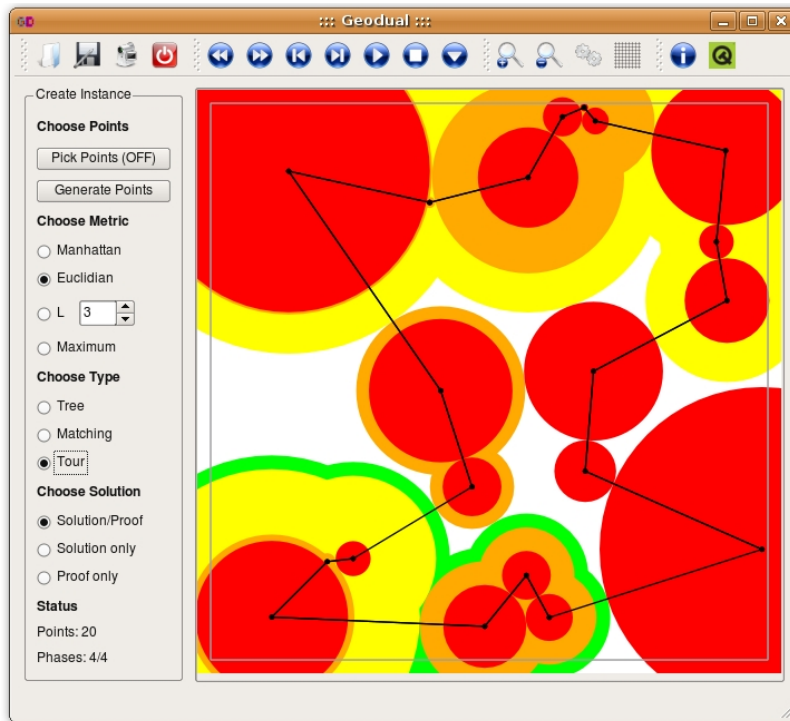 ::: Geodual :::
Create Instance
Choose Points
Pick Points (OFF)
Generate Points
Choose Metric
Manhattan
Euclidian
L 3
Maximum
Choose Type
Tree
Matching
Tour
Choose Solution
Solution/Proof
Solution only
Proof only
Status
Points: 20
Phases: 4/4